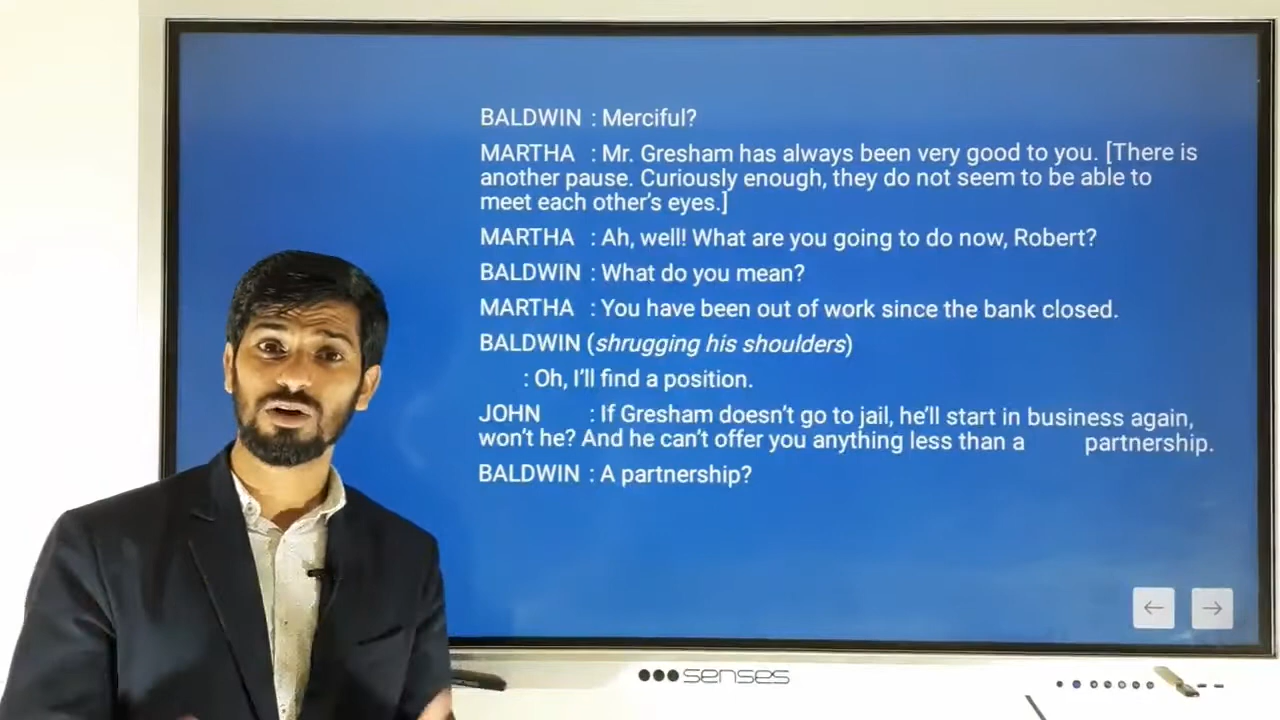 BALDWIN : Merciful?
MARTHA : Mr. Gresham has always been very good to you. [There is
another pause. Curiously enough, they do not seem to be able to
meet each other's eyes.]
MARTHA : Ah, well! What are you going to do now, Robert?
BALDWIN : What do you mean?
MARTHA : You have been out of work since the bank closed.
BALDWIN (shrugging his shoulders)
: Oh, I'll find a position.
JOHN : If Gresham doesn't go to jail, he'll start in business again,
won't he? And he can't offer you anything less than a partnership.
BALDWIN : A partnership?
senses